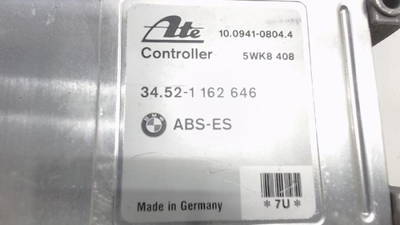 Ate
10.0941-0804.4
Controller
5WK8 408
34.52-1 162 646
BMW
ABS-ES
Made in Germany
*7U*